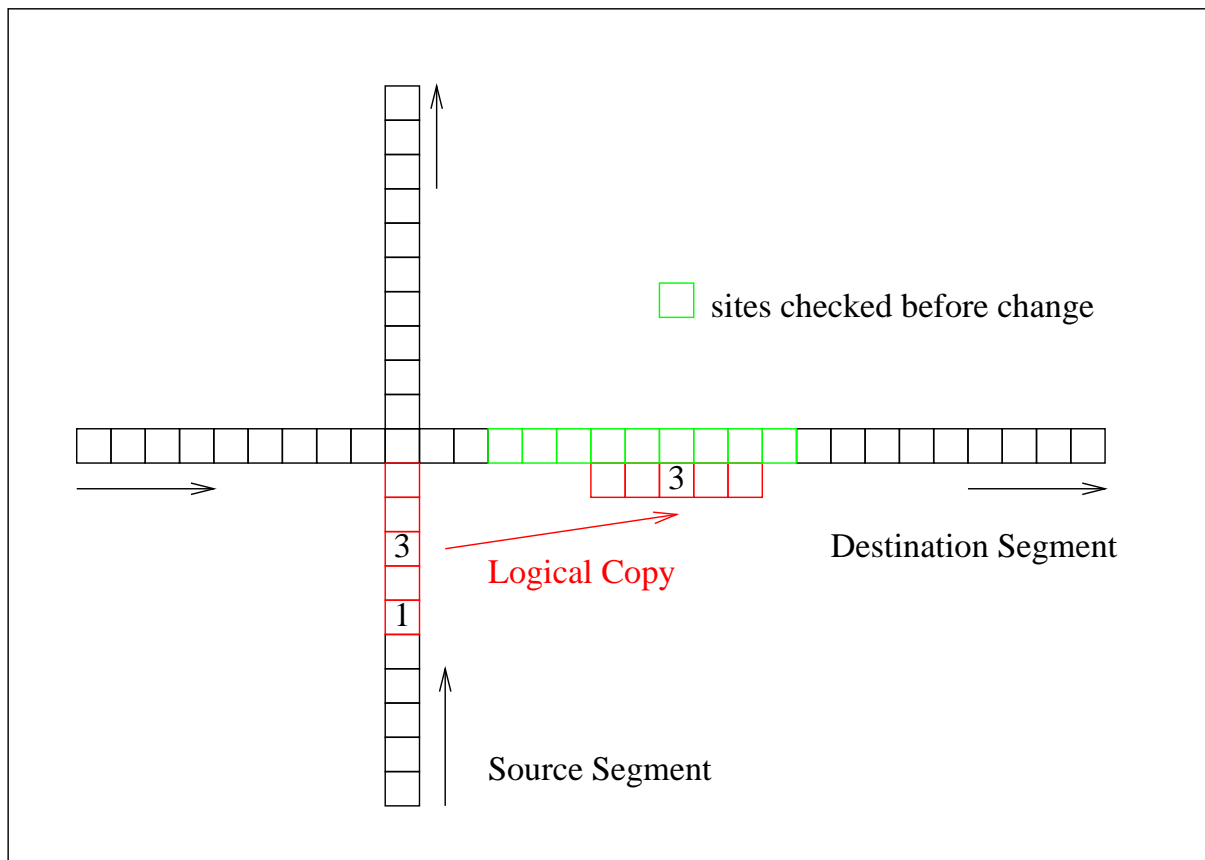 sites checked before change
3
3
Destination Segment
Logical Copy
1
Source Segment